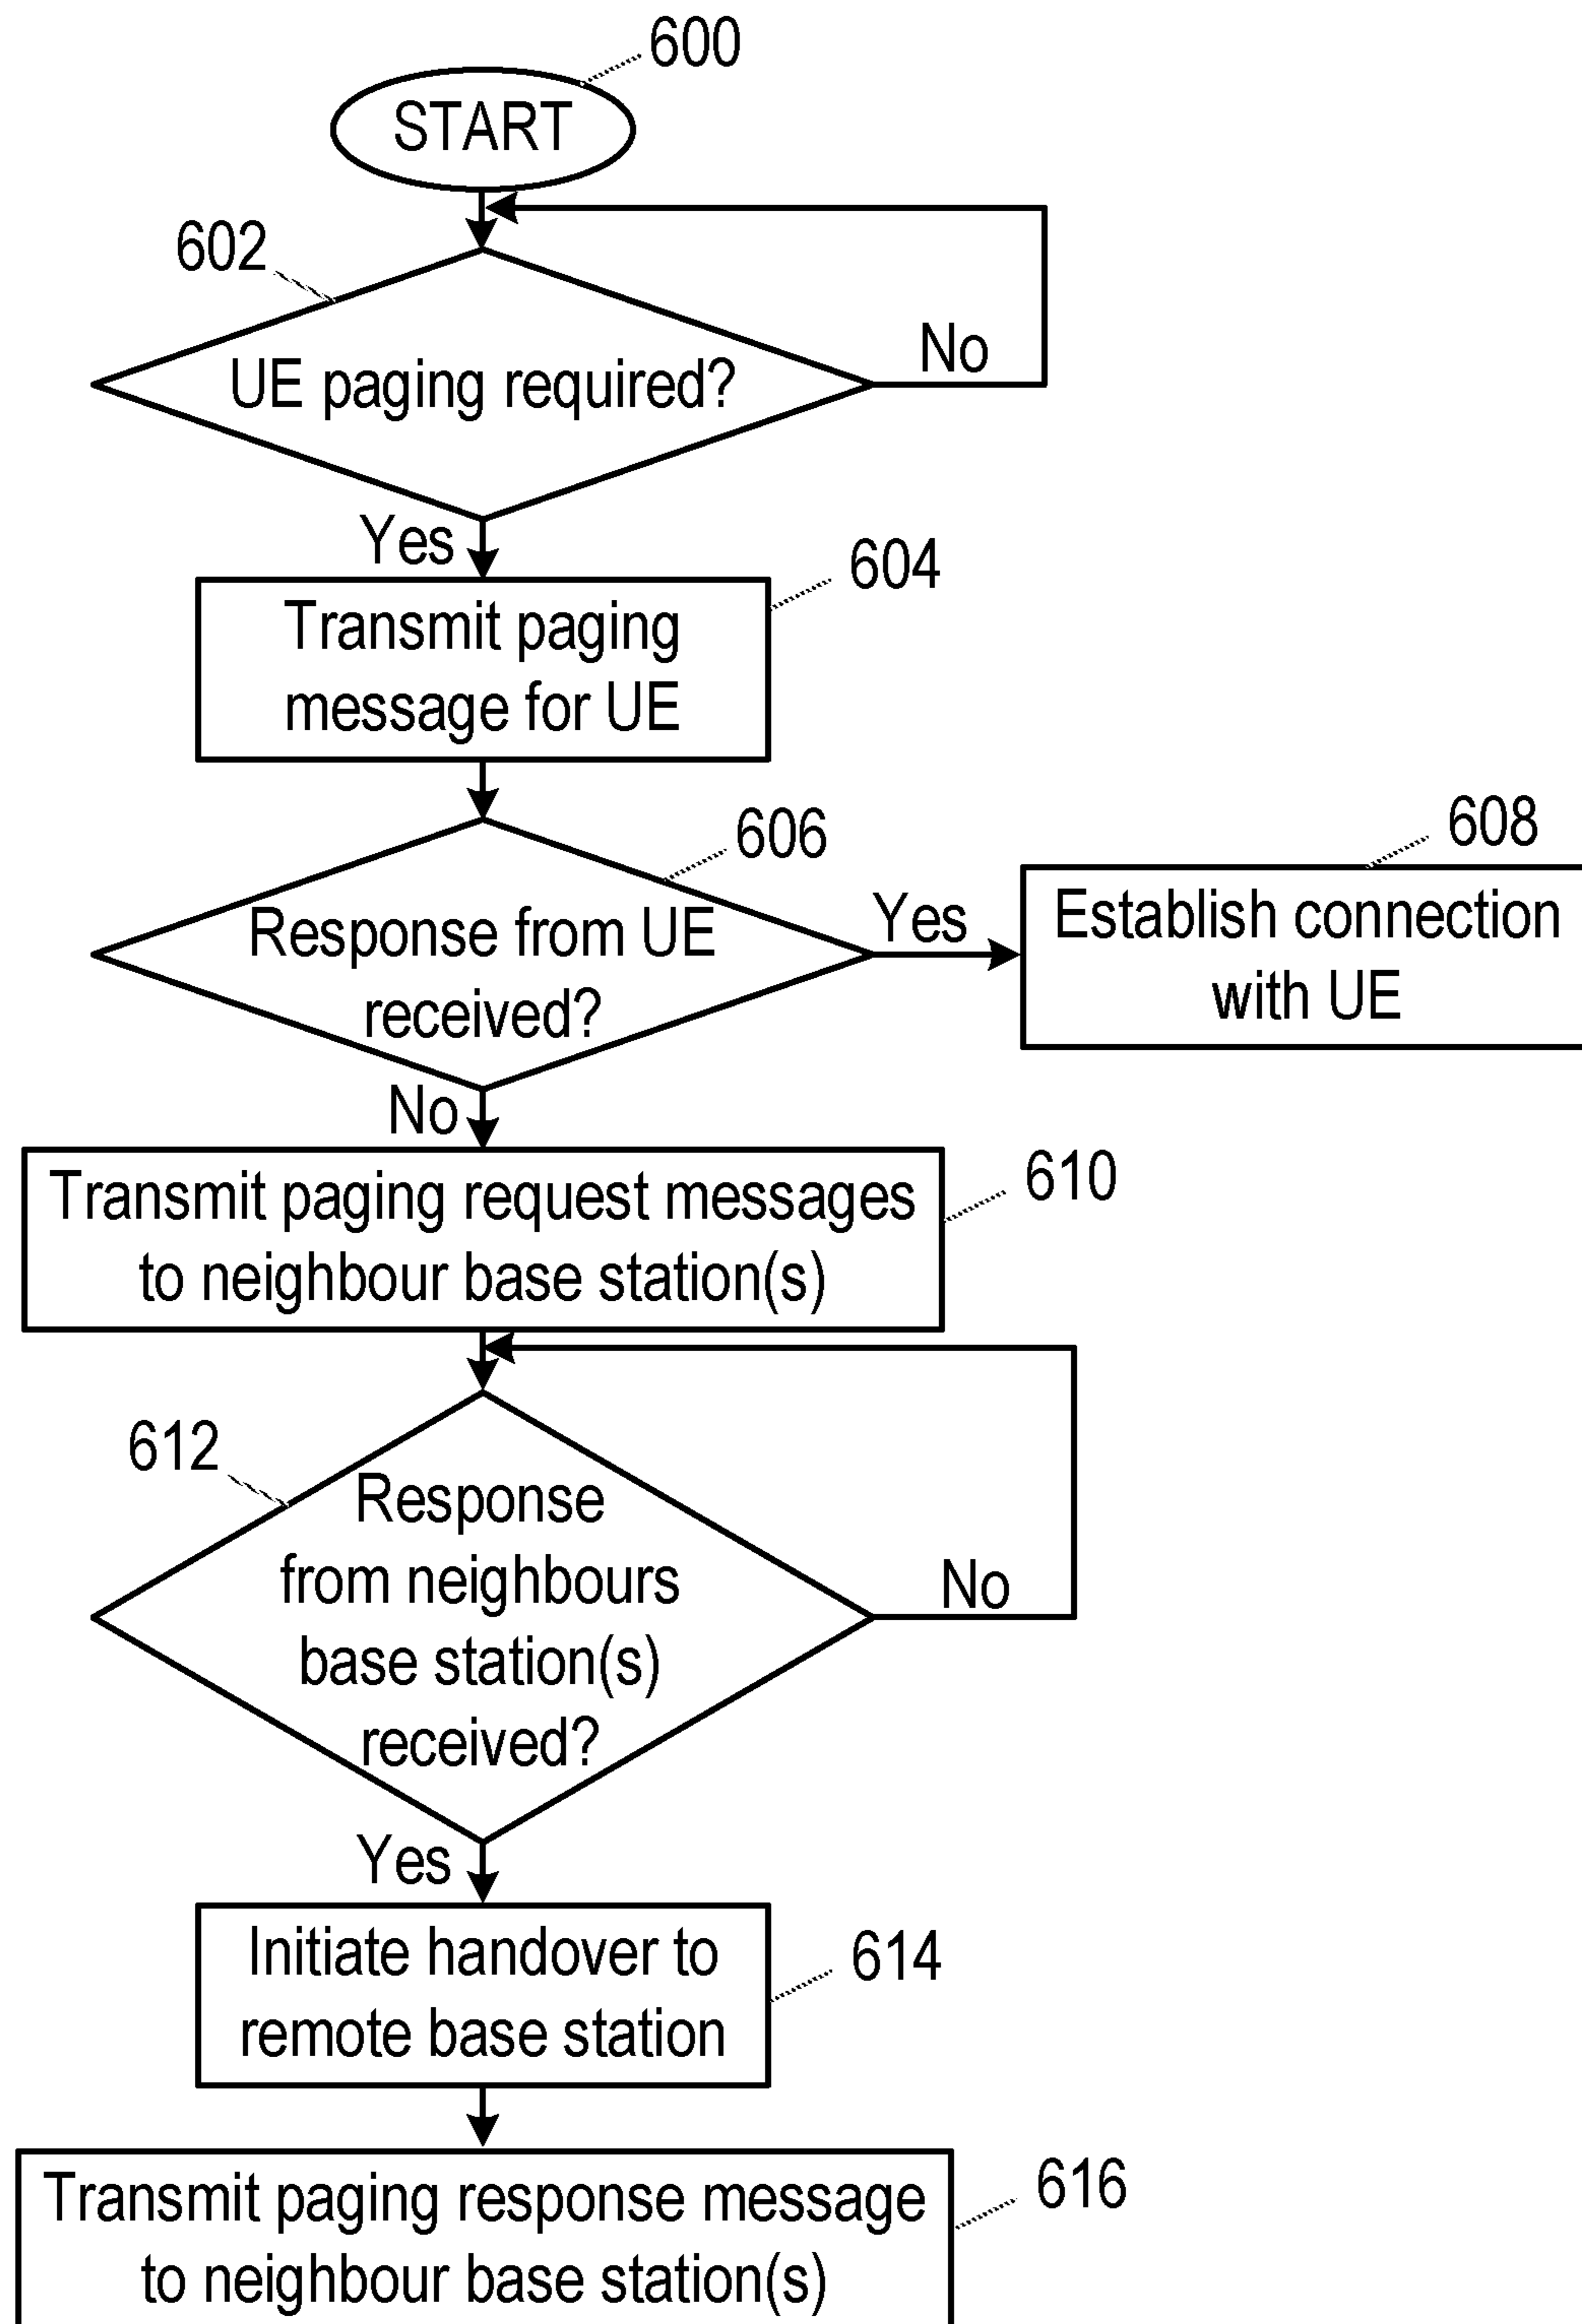 600
START
602
UE paging required?
No
Yes
604
Transmit paging
message for UE
606
608
Response from UE
received?
Yes
Establish connection
with UE
No
610
Transmit paging request messages
to neighbour base station(s)
612
Response
from neighbours
base station(s)
received?
No
Yes
614
Initiate handover to
remote base station
616
Transmit paging response message
to neighbour base station(s)